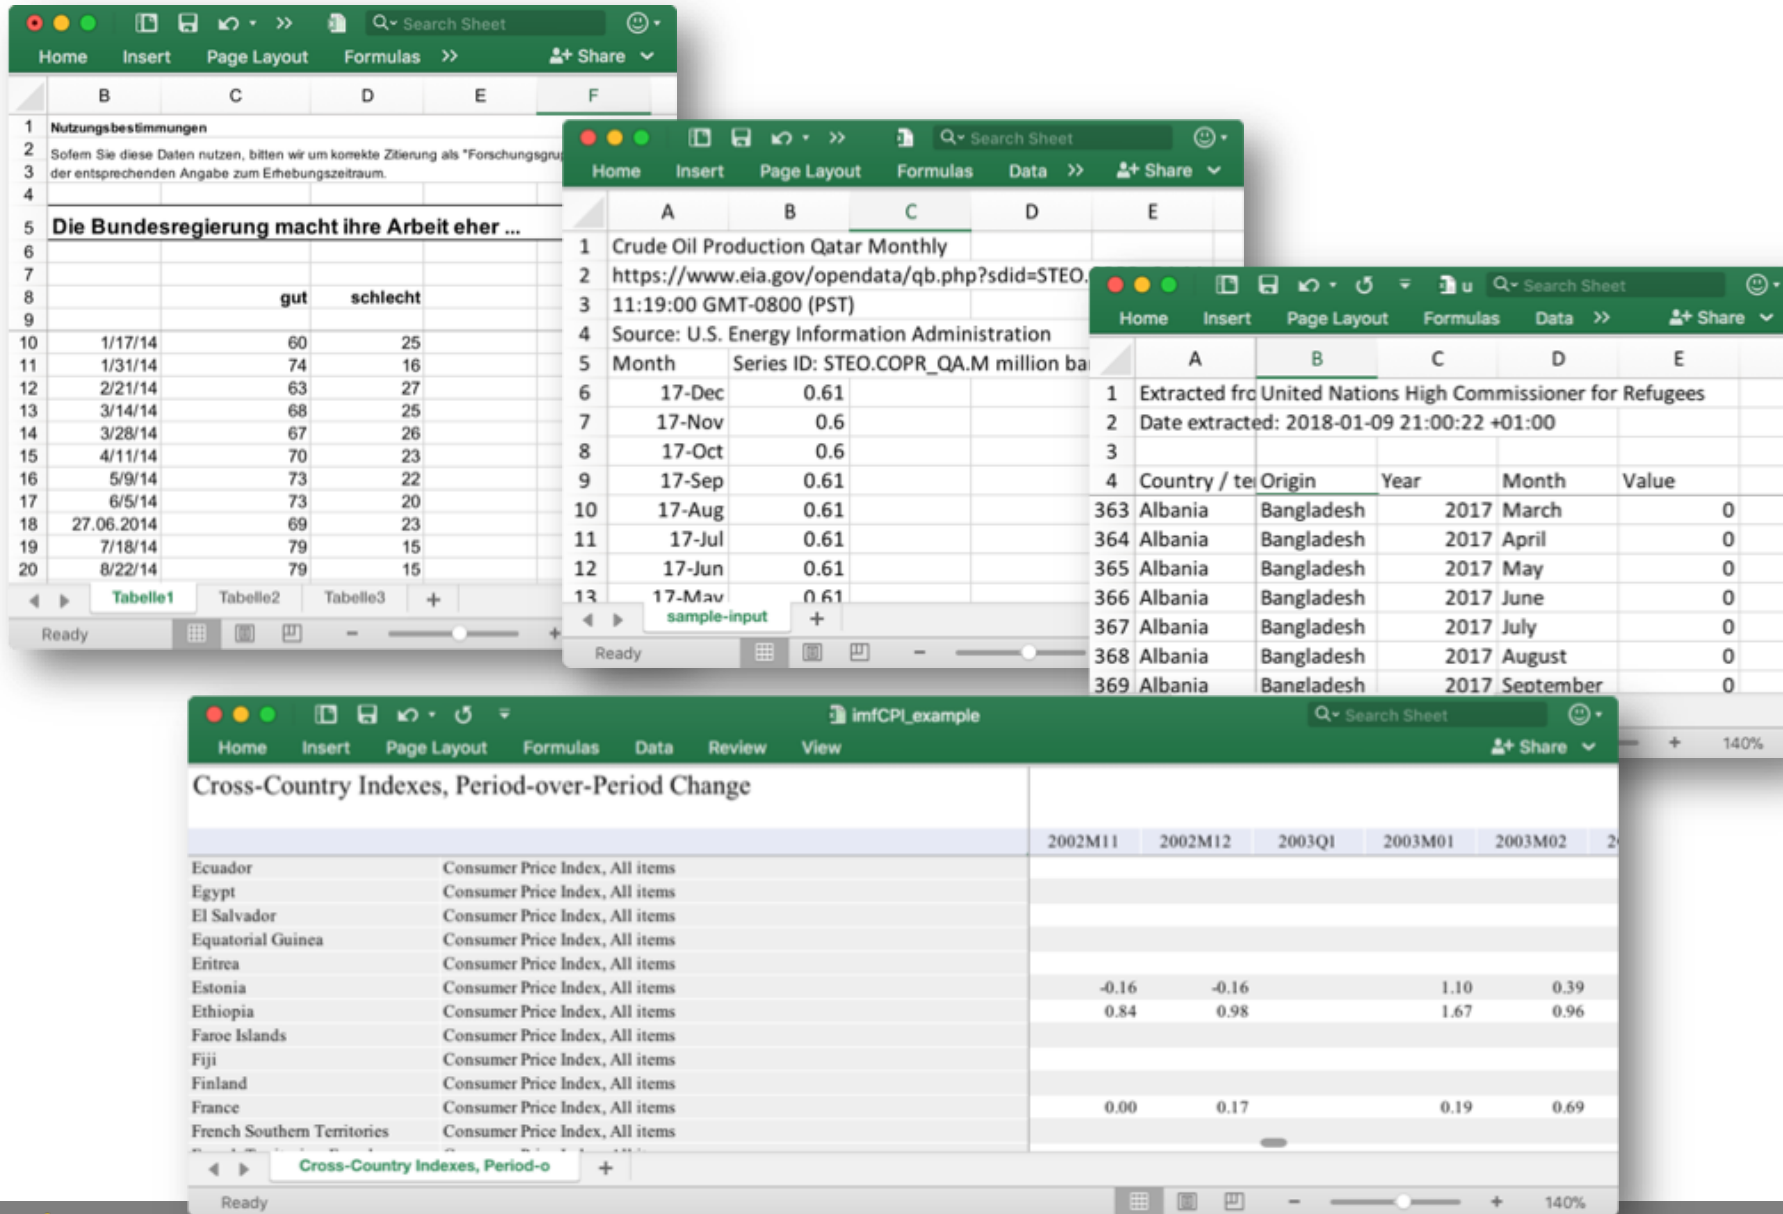 Search Sheet
Home Insert Page Layout Formulas >> Share
B C D E F
1 Nutzungsbestimmungen
2 Sofern Sie diese Daten nutzen, bitten wir um korrekte Zitierung als "Forschungsgru
3 der entsprechenden Angabe zum Erhebungszeitraum.
4
5 Die Bundesregierung macht ihre Arbeit eher ...
6
7
8 gut schlecht
9
10 1/17/14 60 25
11 1/31/14 74 16
12 2/21/14 63 27
13 3/14/14 68 25
14 3/28/14 67 26
15 4/11/14 70 23
16 5/9/14 73 22
17 6/5/14 73 20
18 27.06.2014 69 23
19 7/18/14 79 15
20 8/22/14 79 15
Tabelle1 Tabelle2 Tabelle3 +
Ready
Search Sheet
Home Insert Page Layout Formulas Data >> Share
A B C D E
1 Crude Oil Production Qatar Monthly
2 https://www.eia.gov/opendata/qb.php?sdid=STEO.
3 11:19:00 GMT-0800 (PST)
4 Source: U.S. Energy Information Administration
5 Month Series ID: STEO.COPR_QA.M million ba
6 17-Dec 0.61
7 17-Nov 0.6
8 17-Oct 0.6
9 17-Sep 0.61
10 17-Aug 0.61
11 17-Jul 0.61
12 17-Jun 0.61
13 17-May 0.61
sample-input +
Ready
u Search Sheet
Home Insert Page Layout Formulas Data >> Share
A B C D E
1 Extracted fro United Nations High Commissioner for Refugees
2 Date extracted: 2018-01-09 21:00:22 +01:00
3
4 Country / te Origin Year Month Value
363 Albania Bangladesh 2017 March 0
364 Albania Bangladesh 2017 April 0
365 Albania Bangladesh 2017 May 0
366 Albania Bangladesh 2017 June 0
367 Albania Bangladesh 2017 July 0
368 Albania Bangladesh 2017 August 0
369 Albania Bangladesh 2017 September 0
140%
imfCPI_example Search Sheet
Home Insert Page Layout Formulas Data Review View Share
Cross-Country Indexes, Period-over-Period Change
2002M11 2002M12 2003Q1 2003M01 2003M02 2
Ecuador Consumer Price Index, All items
Egypt Consumer Price Index, All items
El Salvador Consumer Price Index, All items
Equatorial Guinea Consumer Price Index, All items
Eritrea Consumer Price Index, All items
Estonia Consumer Price Index, All items -0.16 -0.16 1.10 0.39
Ethiopia Consumer Price Index, All items 0.84 0.98 1.67 0.96
Faroe Islands Consumer Price Index, All items
Fiji Consumer Price Index, All items
Finland Consumer Price Index, All items
France Consumer Price Index, All items 0.00 0.17 0.19 0.69
French Southern Territories Consumer Price Index, All items
Cross-Country Indexes, Period-o +
Ready 140%